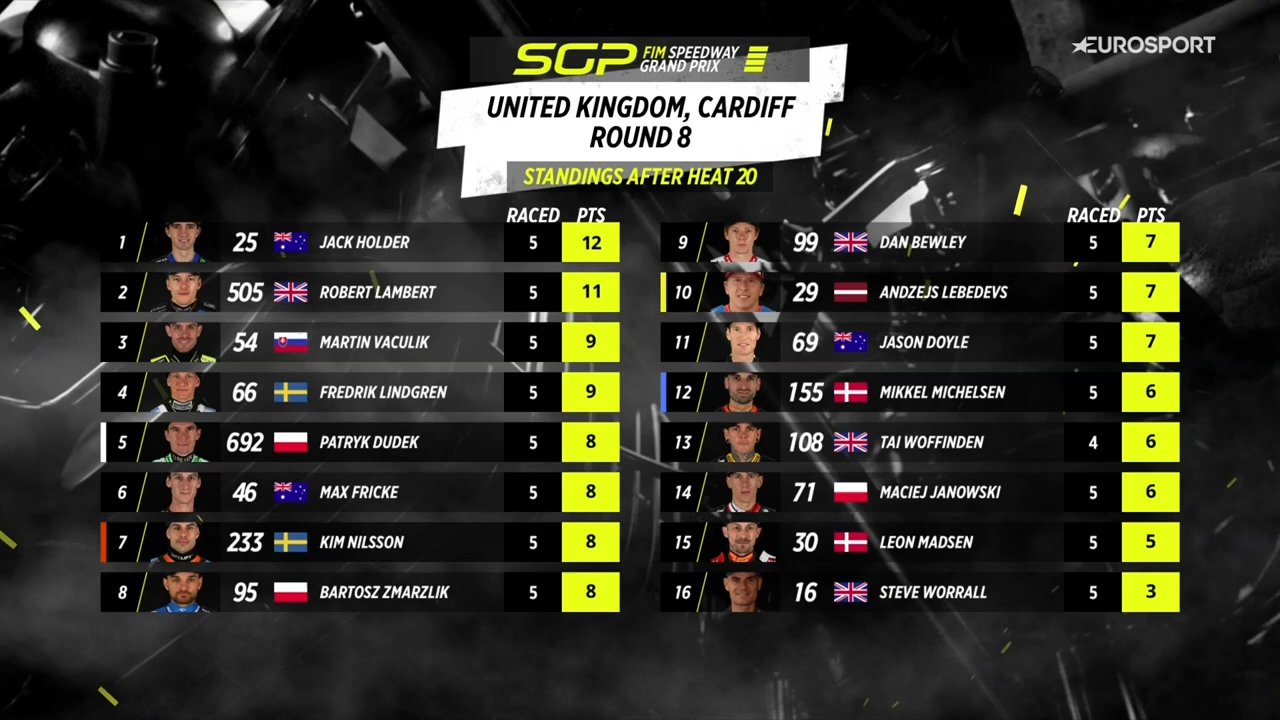 EUROSPORT
SGP FIM SPEEDWAY GRAND PRIX
UNITED KINGDOM, CARDIFF
ROUND 8
STANDINGS AFTER HEAT 20
RACED PTS
1 25 JACK HOLDER 5 12
2 505 ROBERT LAMBERT 5 11
3 54 MARTIN VACULIK 5 9
4 66 FREDRIK LINDGREN 5 9
5 692 PATRYK DUDEK 5 8
6 46 MAX FRICKE 5 8
7 233 KIM NILSSON 5 8
8 95 BARTOSZ ZMARZLIK 5 8
RACED PTS
9 99 DAN BEWLEY 5 7
10 29 ANDZEJS LEBEDEVS 5 7
11 69 JASON DOYLE 5 7
12 155 MIKKEL MICHELSEN 5 6
13 108 TAI WOFFINDEN 4 6
14 71 MACIEJ JANOWSKI 5 6
15 30 LEON MADSEN 5 5
16 16 STEVE WORRALL 5 3